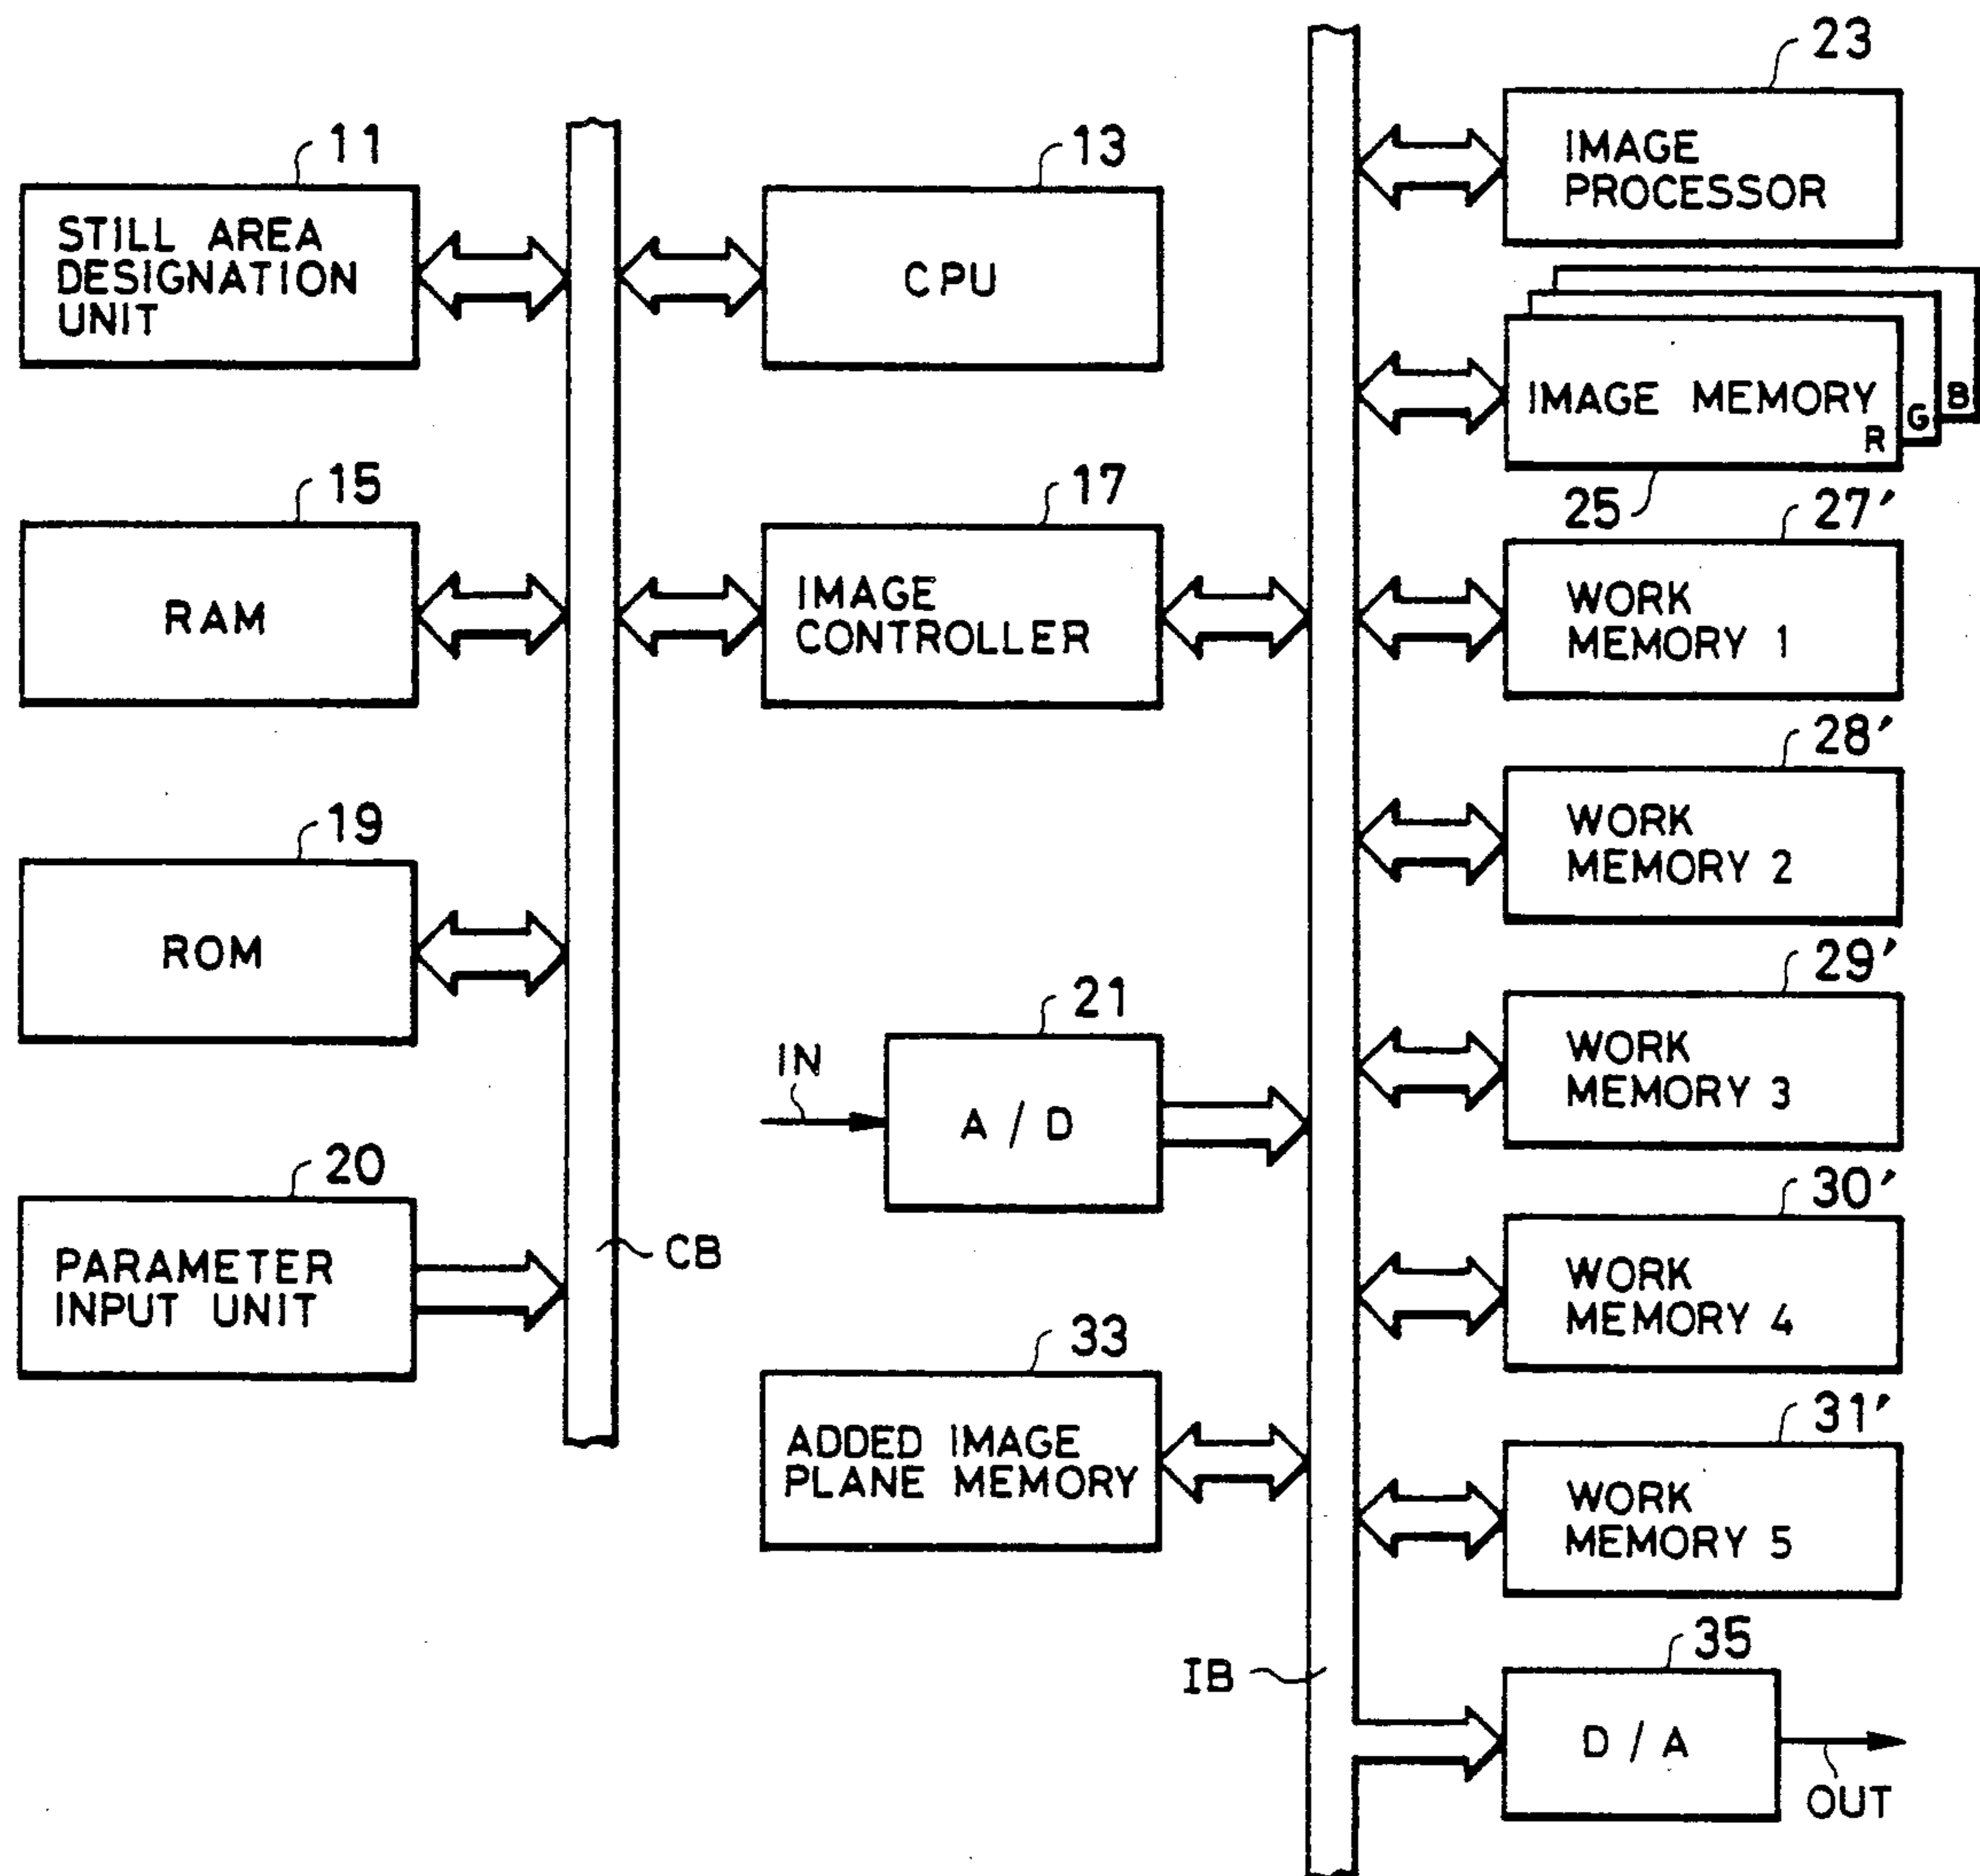 11
STILL AREA
DESIGNATION
UNIT
13
CPU
15
RAM
17
IMAGE
CONTROLLER
19
ROM
20
PARAMETER
INPUT UNIT
CB
21
IN
A / D
33
ADDED IMAGE
PLANE MEMORY
IB
23
IMAGE
PROCESSOR
IMAGE MEMORY
R
G
B
25
27'
WORK
MEMORY 1
28'
WORK
MEMORY 2
29'
WORK
MEMORY 3
30'
WORK
MEMORY 4
31'
WORK
MEMORY 5
35
D / A
OUT